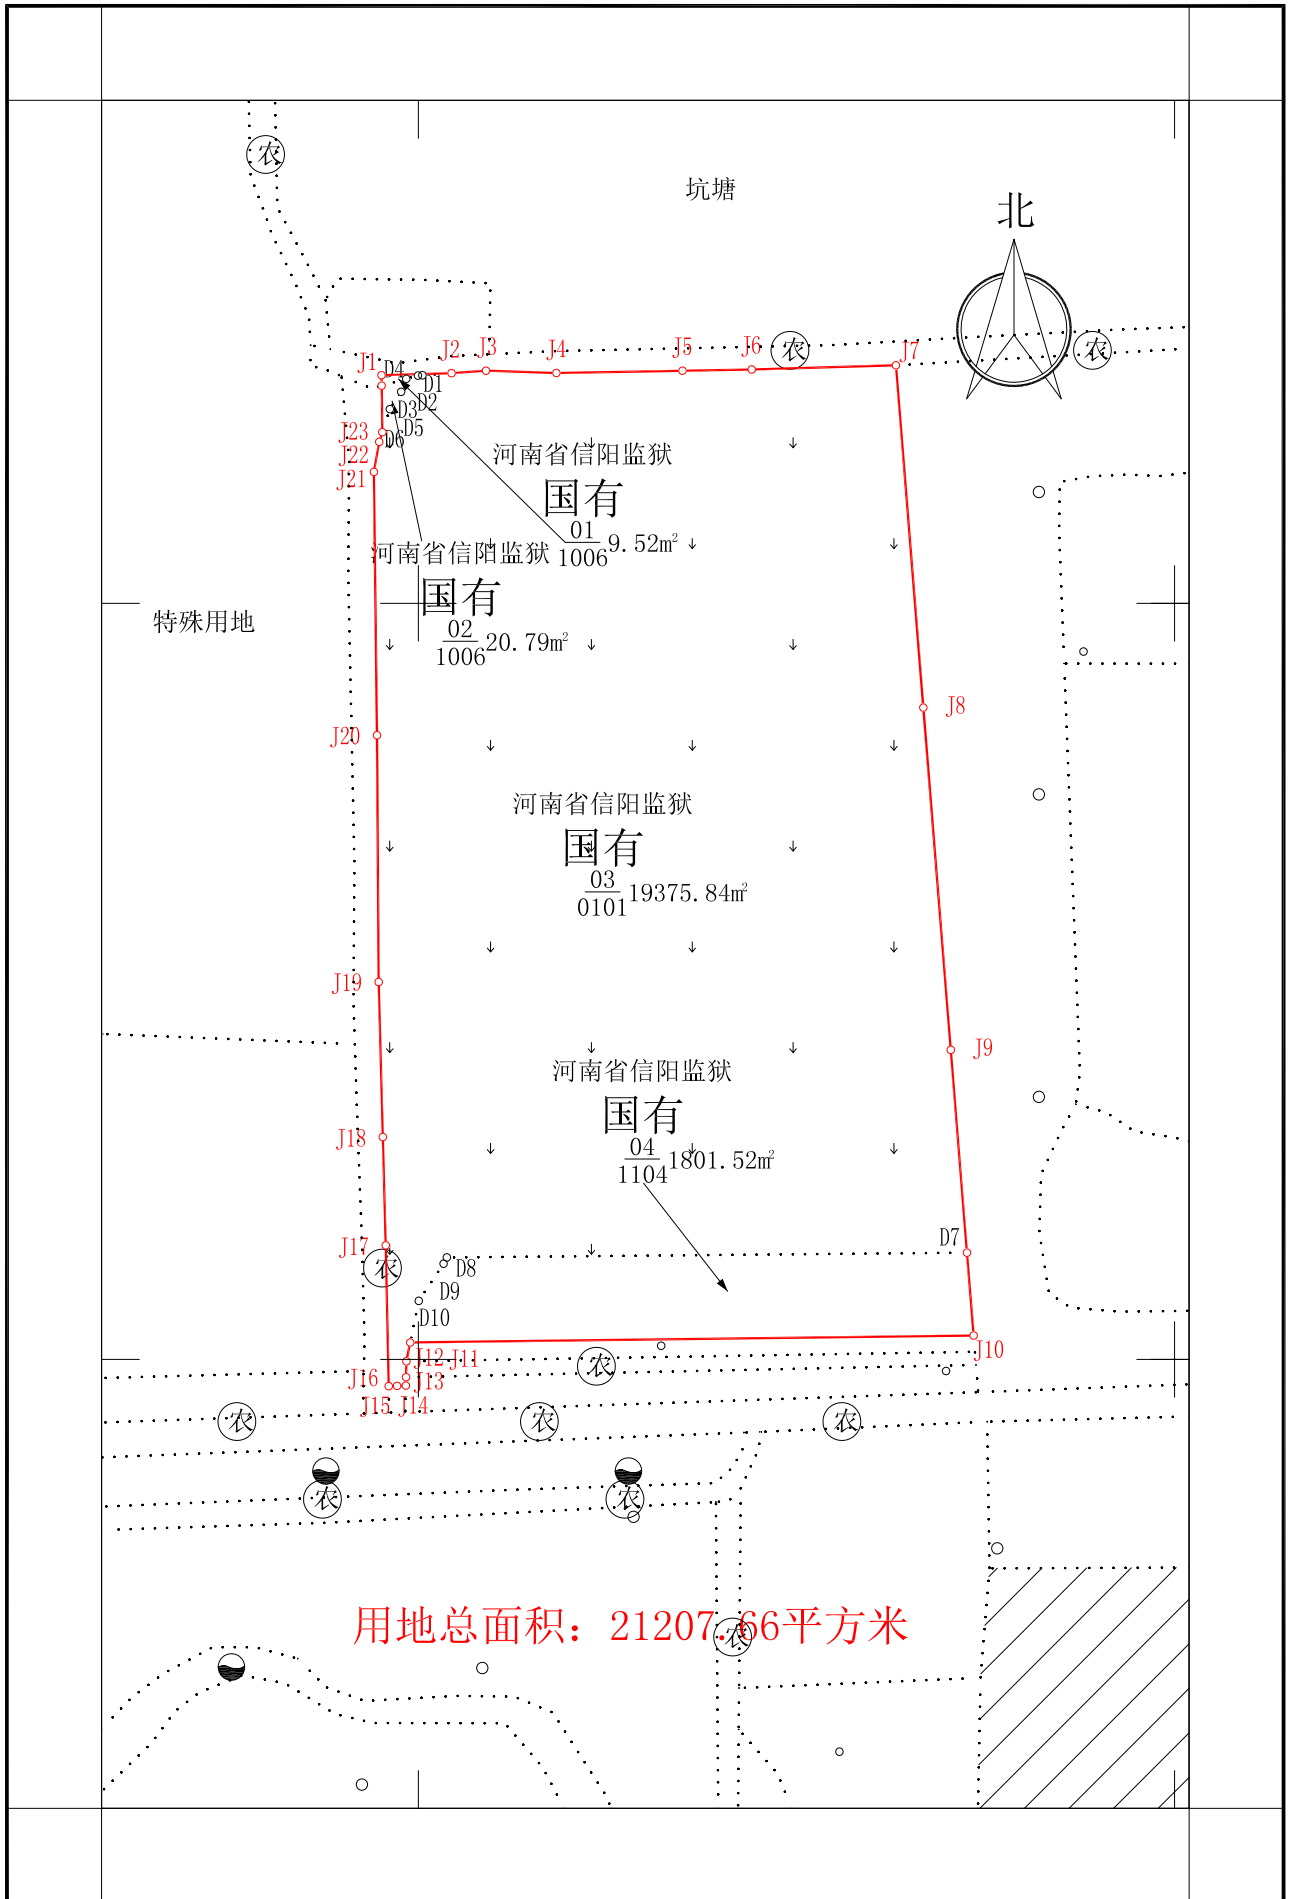 农
坑塘
北
J1 D4 D1 J2 J3 J4 J5 J6 农 J7 农
D3 D2
J23 D6 D5
J22
J21
河南省信阳监狱
国有
01
1006 9.52m²
河南省信阳监狱
国有
02
1006 20.79m²
特殊用地
J8
J20
河南省信阳监狱
国有
03
0101 19375.84m²
J19
J9
河南省信阳监狱
国有
04
1104 1801.52m²
J18
J17
D7
农
D8
D9
D10
J12 J11
J10
农
J16 J13
J15 J14
农 农 农
农 农
用地总面积：21207.66平方米
农